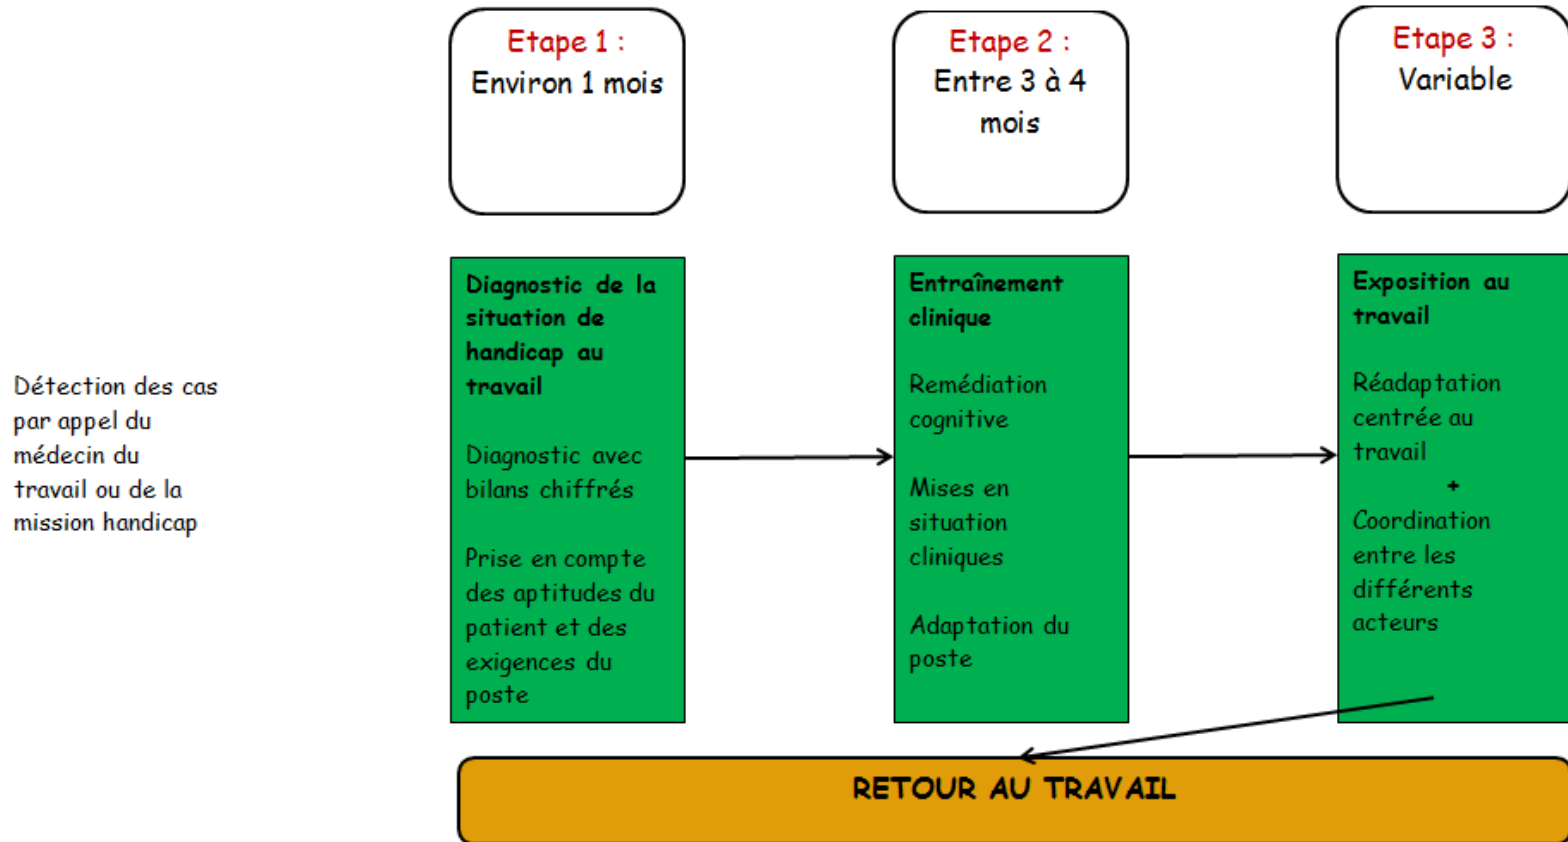 Etape 1 :
Environ 1 mois
Etape 2 :
Entre 3 à 4
mois
Etape 3 :
Variable
Détection des cas
par appel du
médecin du
travail ou de la
mission handicap
Diagnostic de la
situation de
handicap au
travail
Diagnostic avec
bilans chiffrés
Prise en compte
des aptitudes du
patient et des
exigences du
poste
Entraînement
clinique
Remédiation
cognitive
Mises en
situation
cliniques
Adaptation du
poste
Exposition au
travail
Réadaptation
centrée au
travail
+
Coordination
entre les
différents
acteurs
RETOUR AU TRAVAIL